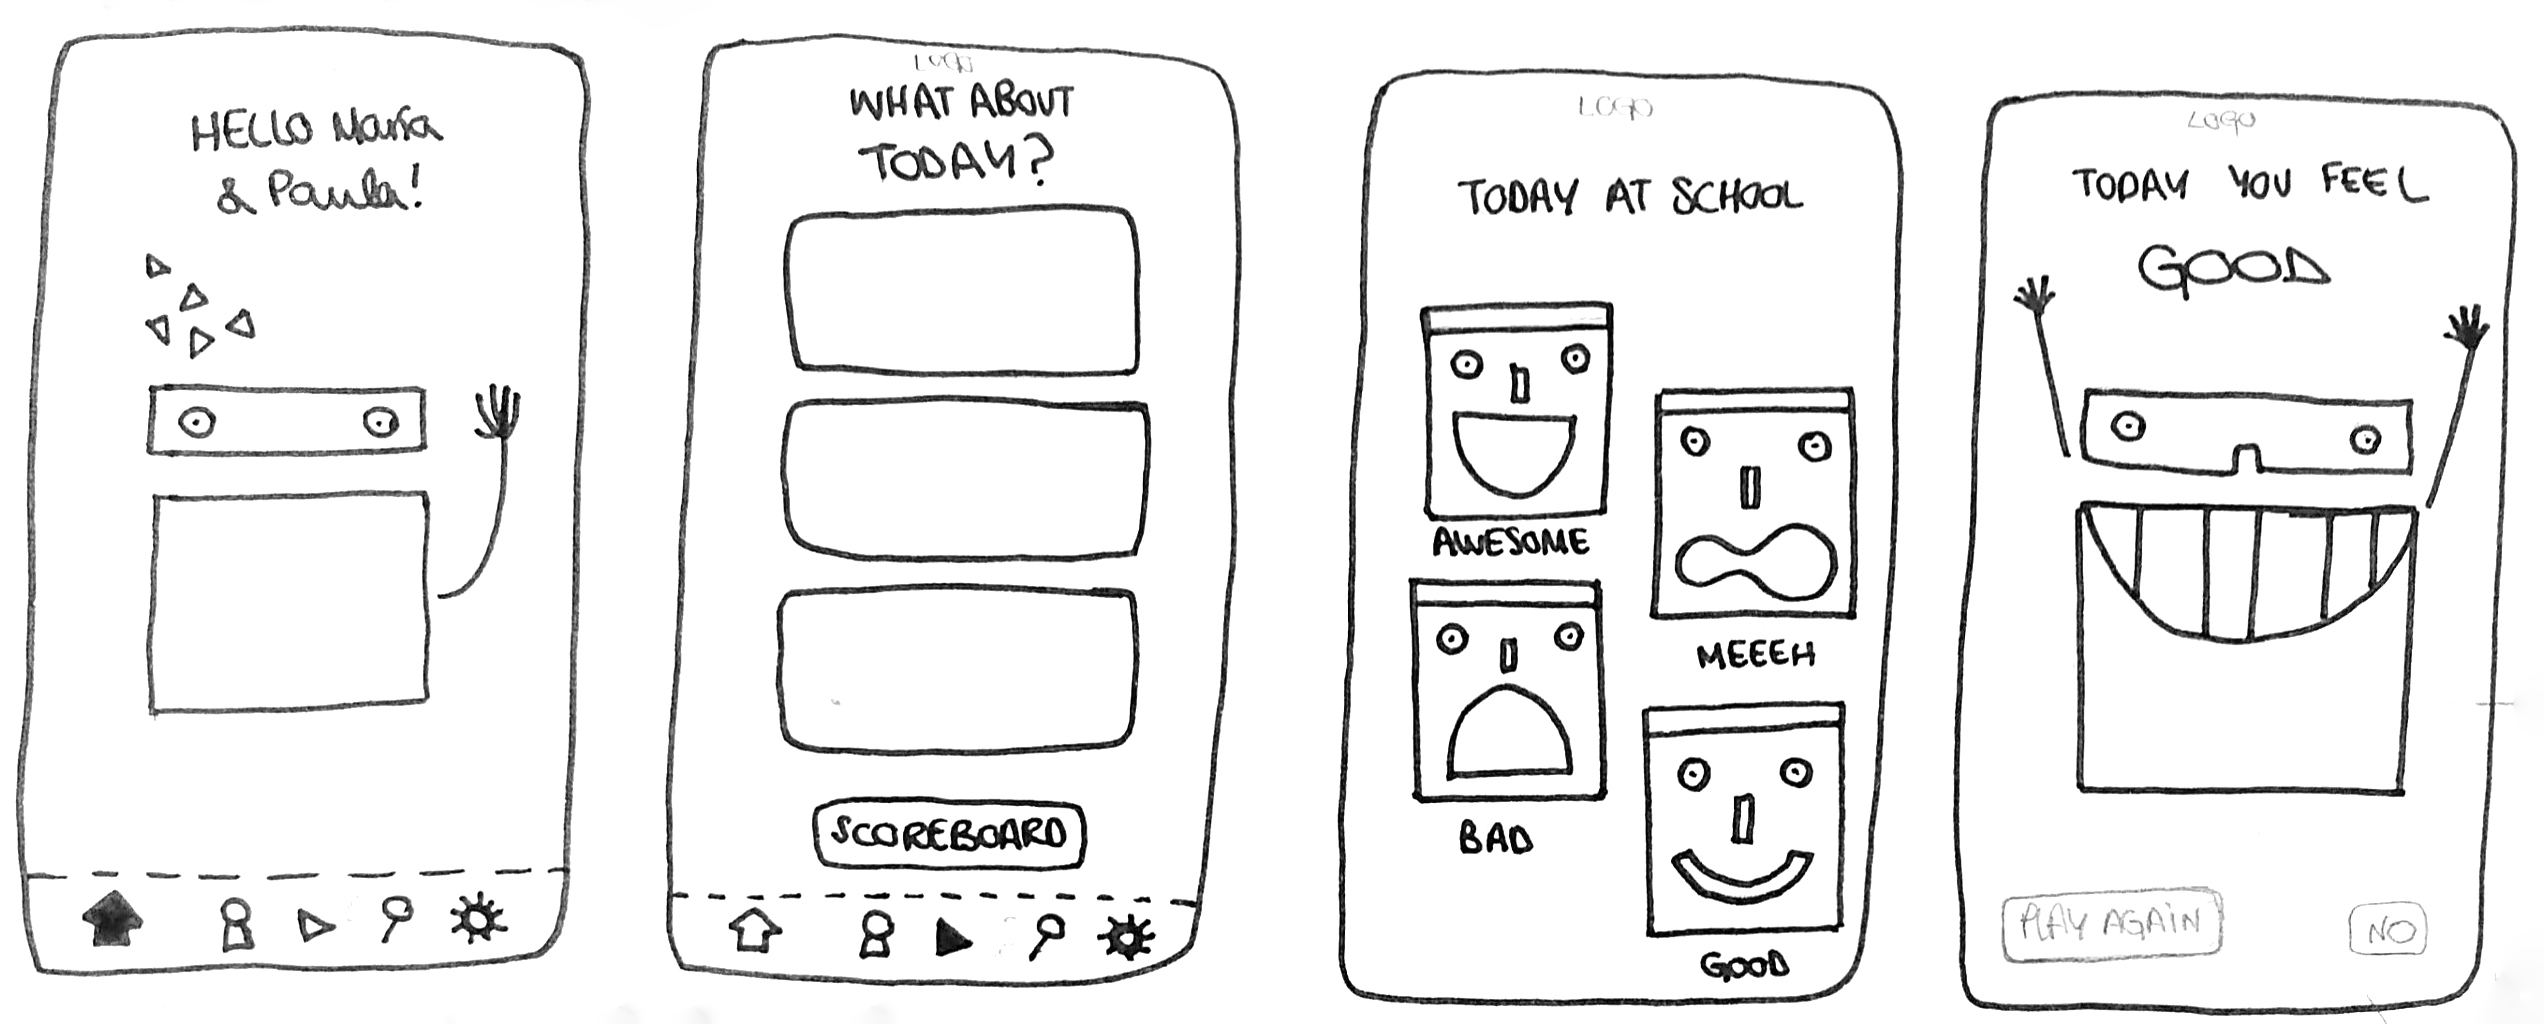 HELLO María
& Paula!
LOGO
WHAT ABOUT
TODAY?
SCOREBOARD
LOGO
TODAY AT SCHOOL
AWESOME
MEEEH
BAD
GOOD
LOGO
TODAY YOU FEEL
GOOD
PLAY AGAIN
NO